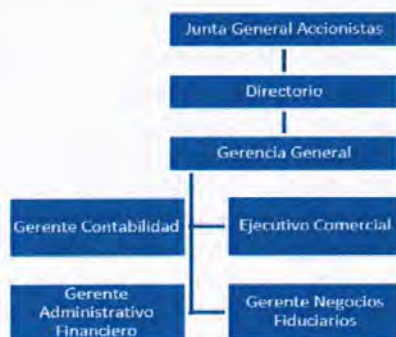 Junta General Accionistas
Directorio
Gerencia General
Gerente Contabilidad
Ejecutivo Comercial
Gerente
Administrativo
Financiero
Gerente Negocios
Fiduciarios